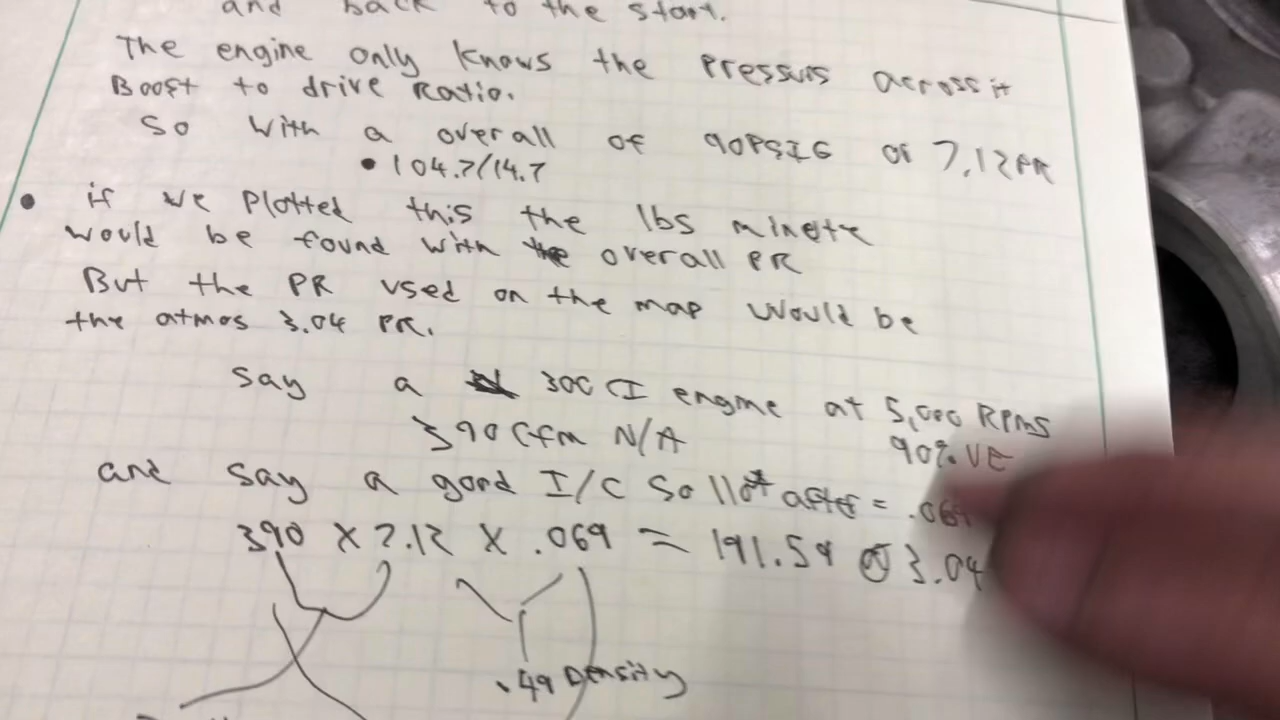 and back to the start.
The engine only knows the pressurs across it
Boost to drive Ratio.
So with a overall of 90PSIG or 7.12PR
• 104.7/14.7
• if we plotted this the lbs minete
would be found with overall PR
But the PR used on the map would be
the atmos 3.04 PR.
Say a 300 CI engine at 5,000 RPMs
390 Cfm N/A 90% VE
and say a good I/C So 110° after = .069
390 X 7.12 X .069 = 191.59 @ 3.04
.49 Density